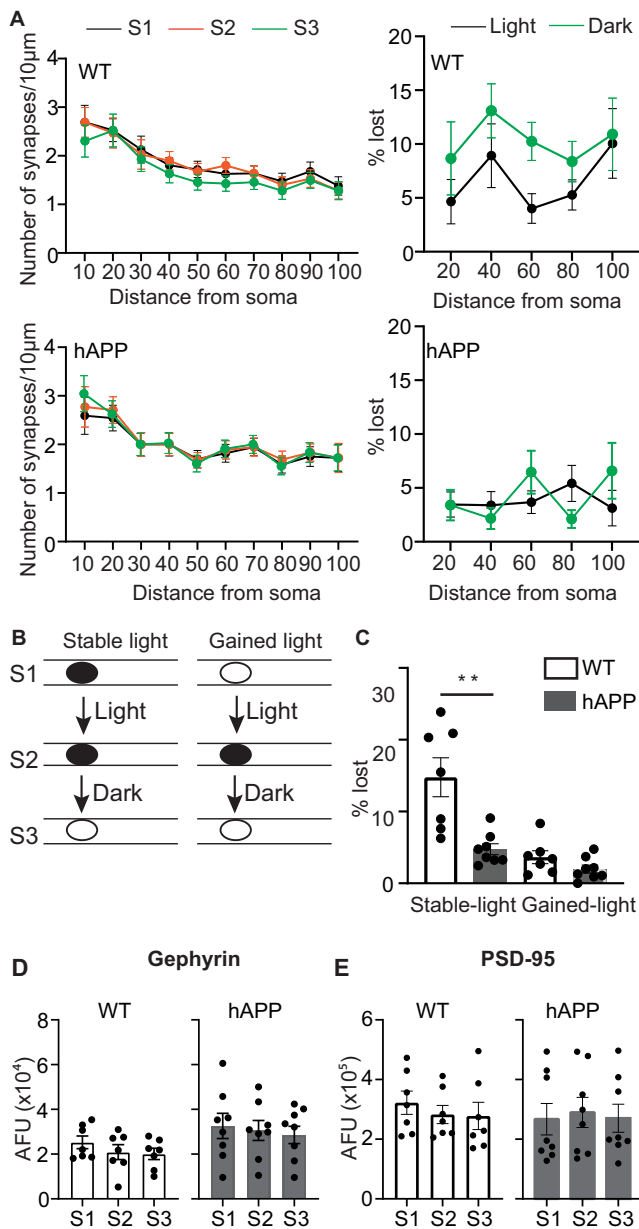 A
S1 S2 S3
Light Dark
WT
Number of synapses/10μm
4
3
2
1
0
10 20 30 40 50 60 70 80 90 100
Distance from soma
WT
% lost
20
15
10
5
0
20 40 60 80 100
Distance from soma
hAPP
Number of synapses/10μm
4
3
2
1
0
10 20 30 40 50 60 70 80 90 100
Distance from soma
hAPP
% lost
20
15
10
5
0
20 40 60 80 100
Distance from soma
B
Stable light Gained light
S1
Light Light
S2
Dark Dark
S3
C
WT
hAPP
**
% lost
30
20
10
0
Stable-light Gained-light
D
Gephyrin
WT hAPP
AFU (x10⁴)
8
4
2
0
S1 S2 S3 S1 S2 S3
E
PSD-95
WT hAPP
AFU (x10⁵)
6
4
2
0
S1 S2 S3 S1 S2 S3